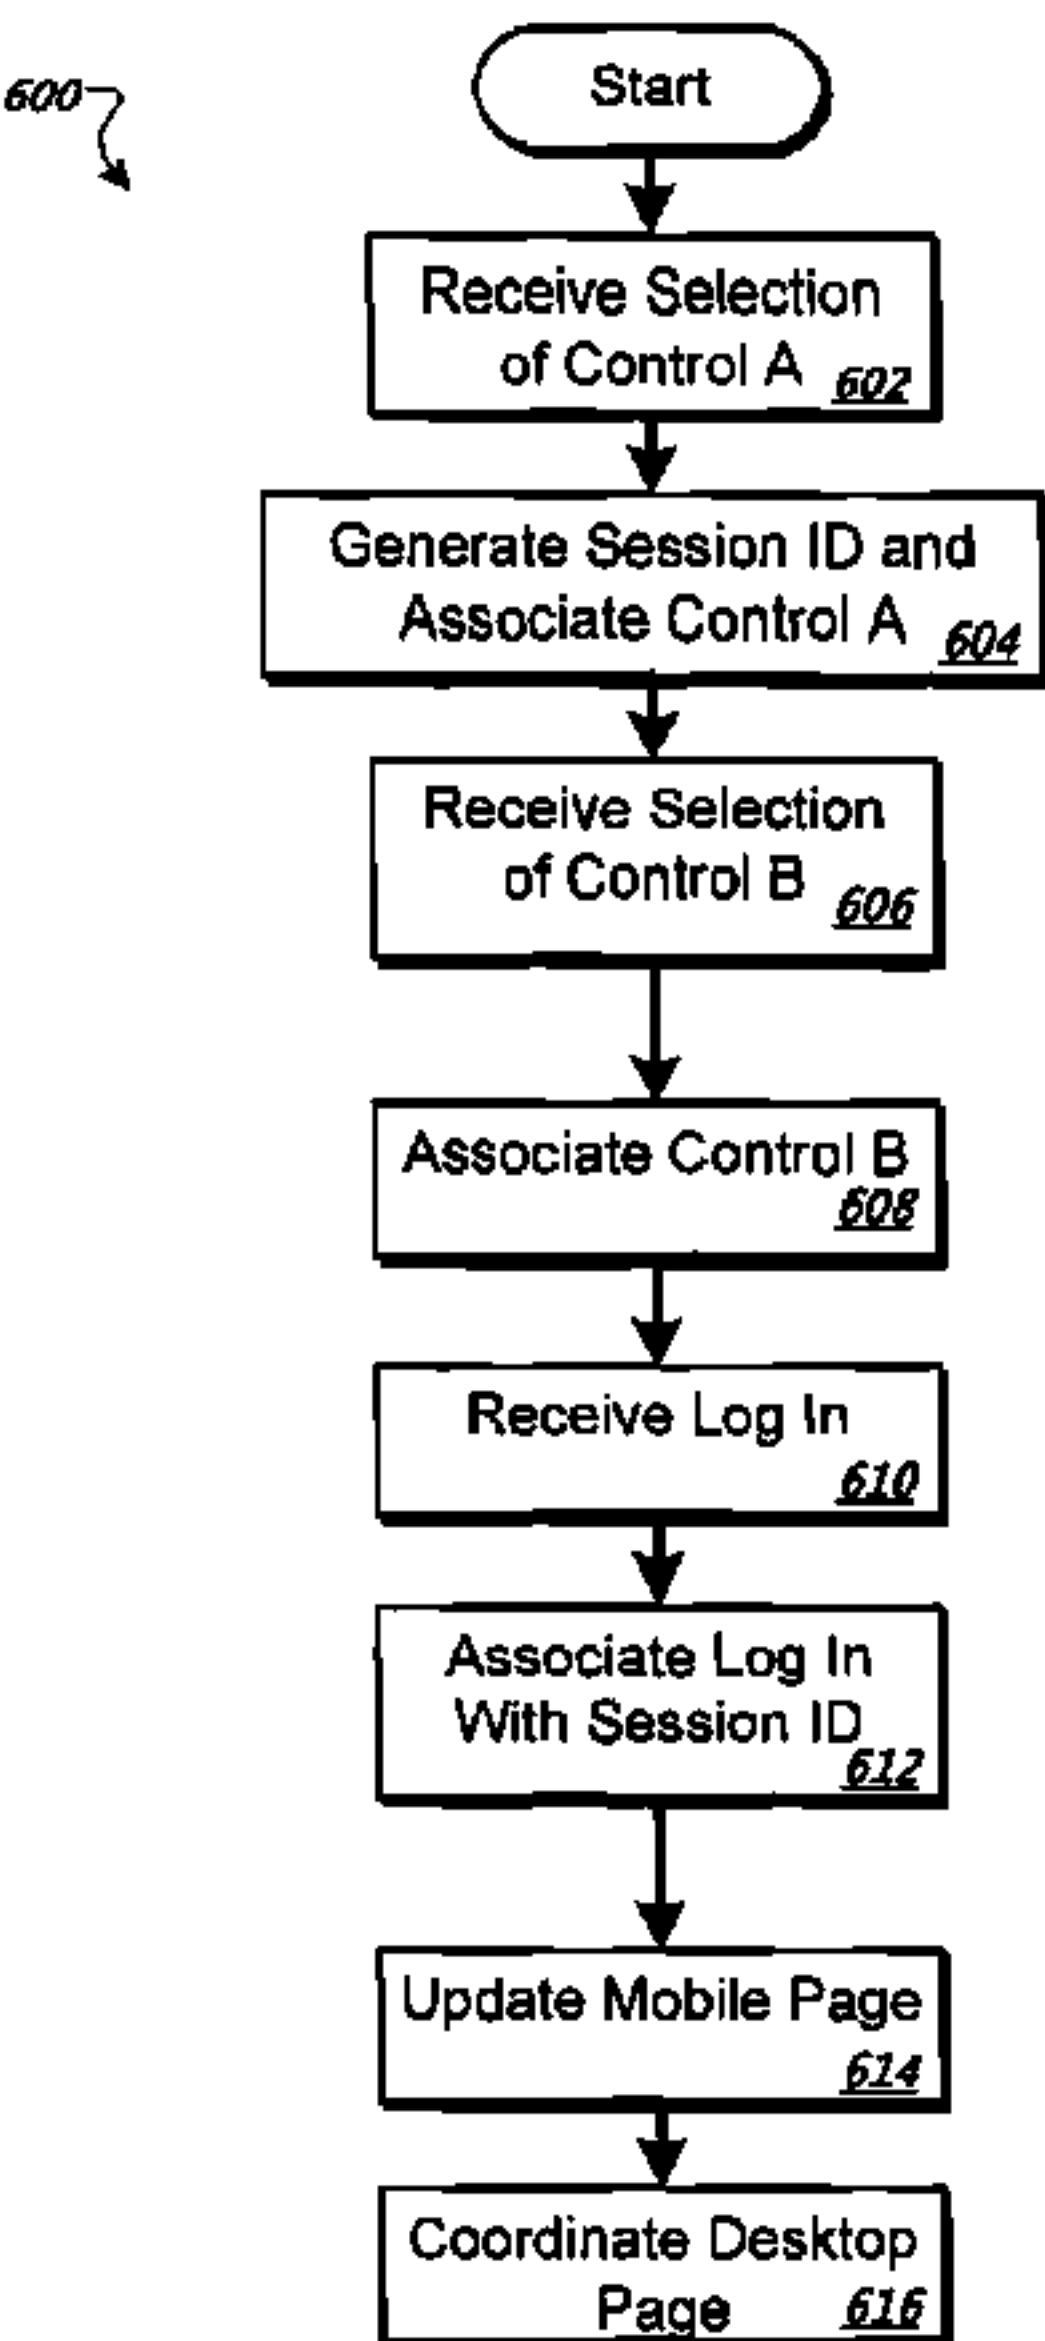 600
Start
Receive Selection
of Control A 602
Generate Session ID and
Associate Control A 604
Receive Selection
of Control B 606
Associate Control B
608
Receive Log In
610
Associate Log In
With Session ID
612
Update Mobile Page
614
Coordinate Desktop
Page 616